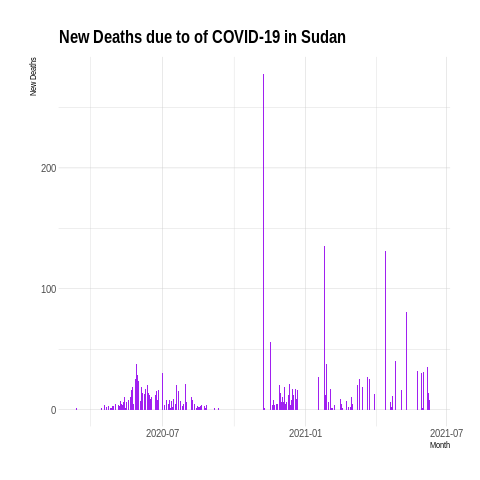 New Deaths due to of COVID-19 in Sudan
New Deaths
200
100
0
2020-07
2021-01
2021-07
Month